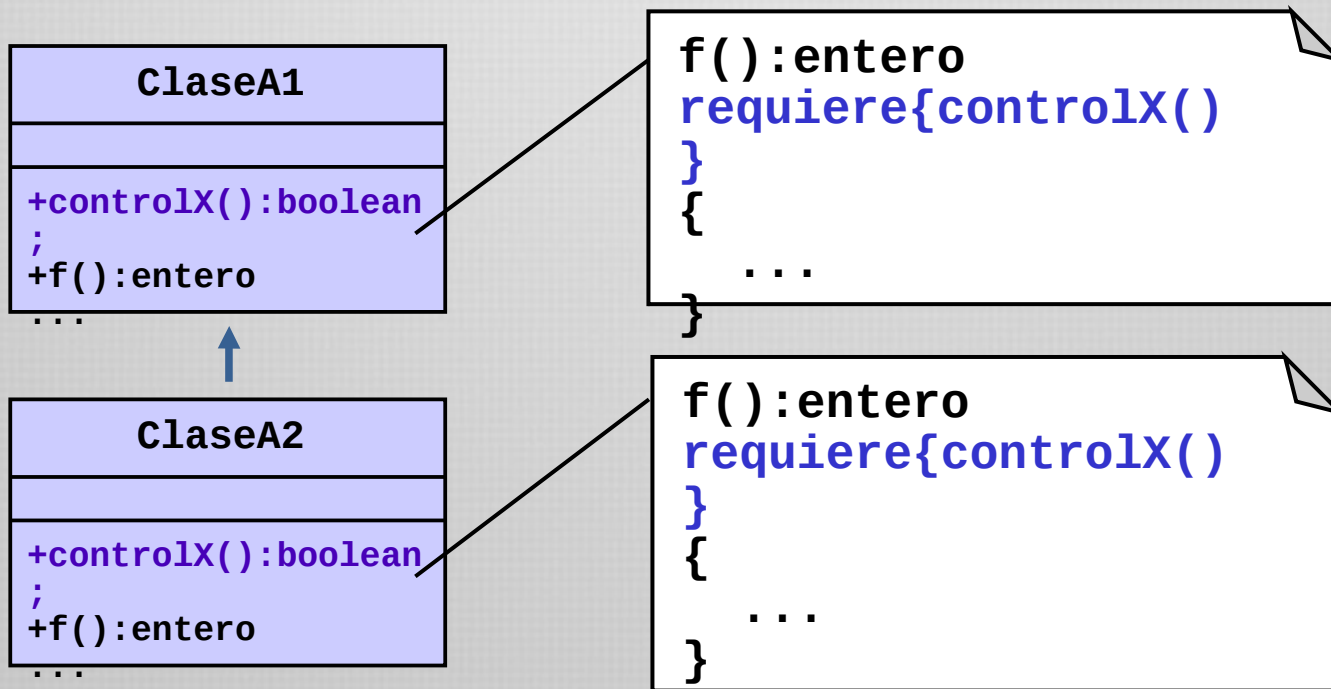 ClaseA1
+controlX():boolean
;
+f():entero
...
f():entero
requiere{controlX()
}
{
...
}
ClaseA2
+controlX():boolean
;
+f():entero
...
f():entero
requiere{controlX()
}
{
...
}